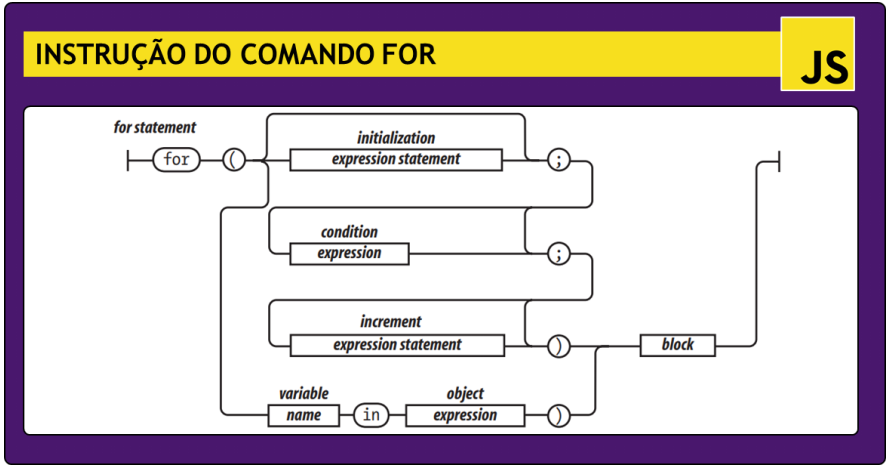 INSTRUÇÃO DO COMANDO FOR
JS
for statement
for ( initialization
expression statement ;
condition
expression ;
increment
expression statement ) block
variable object
name in expression )